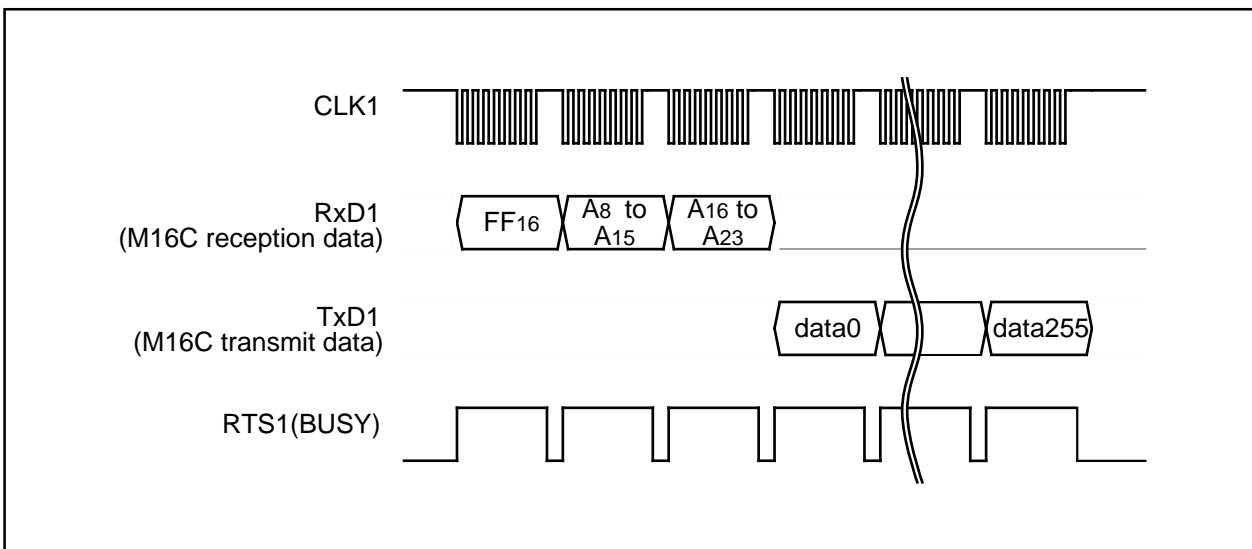 CLK1
RxD1
(M16C reception data)
FF16
A8 to
A15
A16 to
A23
TxD1
(M16C transmit data)
data0
data255
RTS1(BUSY)